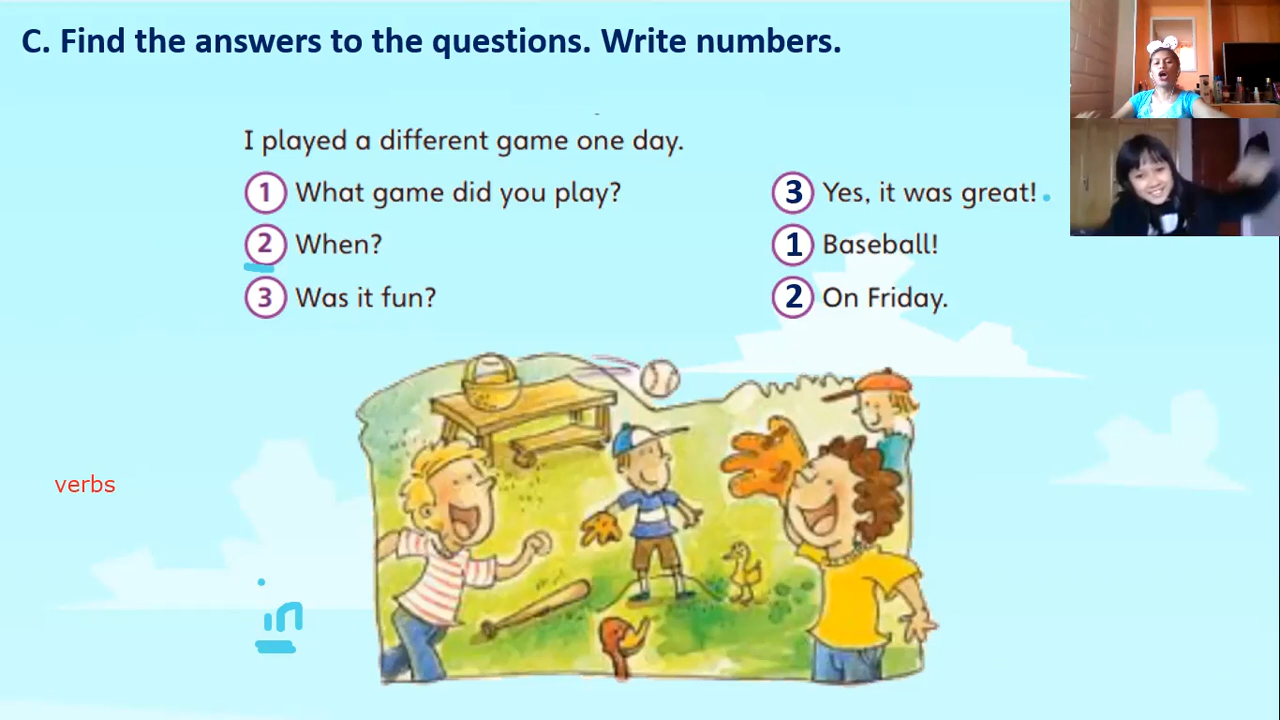 C. Find the answers to the questions. Write numbers.
I played a different game one day.
1 What game did you play?
3 Yes, it was great!
2 When?
1 Baseball!
3 Was it fun?
2 On Friday.
verbs
in